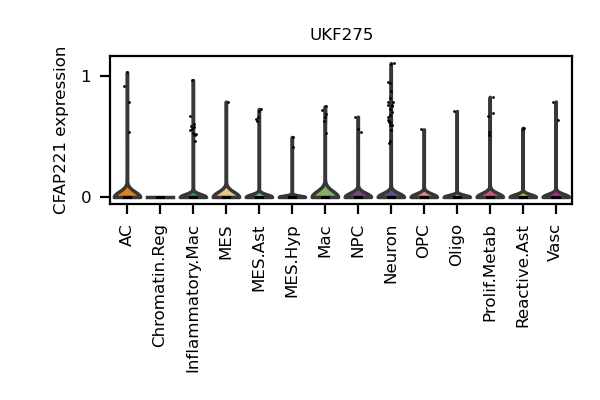 UKF275
CFAP221 expression
1
0
AC
Chromatin.Reg
Inflammatory.Mac
MES
MES.Ast
MES.Hyp
Mac
NPC
Neuron
OPC
Oligo
Prolif.Metab
Reactive.Ast
Vasc